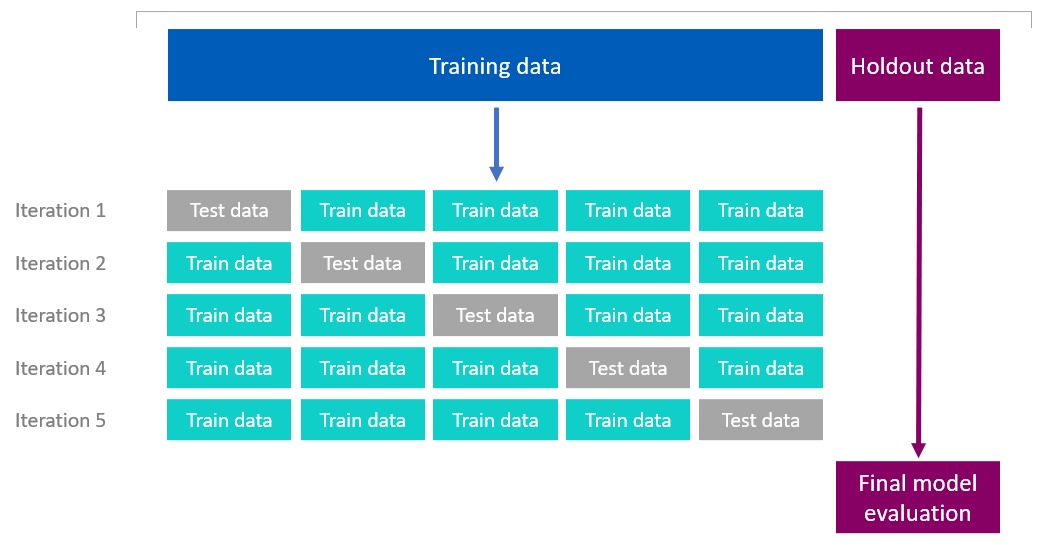 Training data
Holdout data
Iteration 1
Test data
Train data
Train data
Train data
Train data
Iteration 2
Train data
Test data
Train data
Train data
Train data
Iteration 3
Train data
Train data
Test data
Train data
Train data
Iteration 4
Train data
Train data
Train data
Test data
Train data
Iteration 5
Train data
Train data
Train data
Train data
Test data
Final model
evaluation